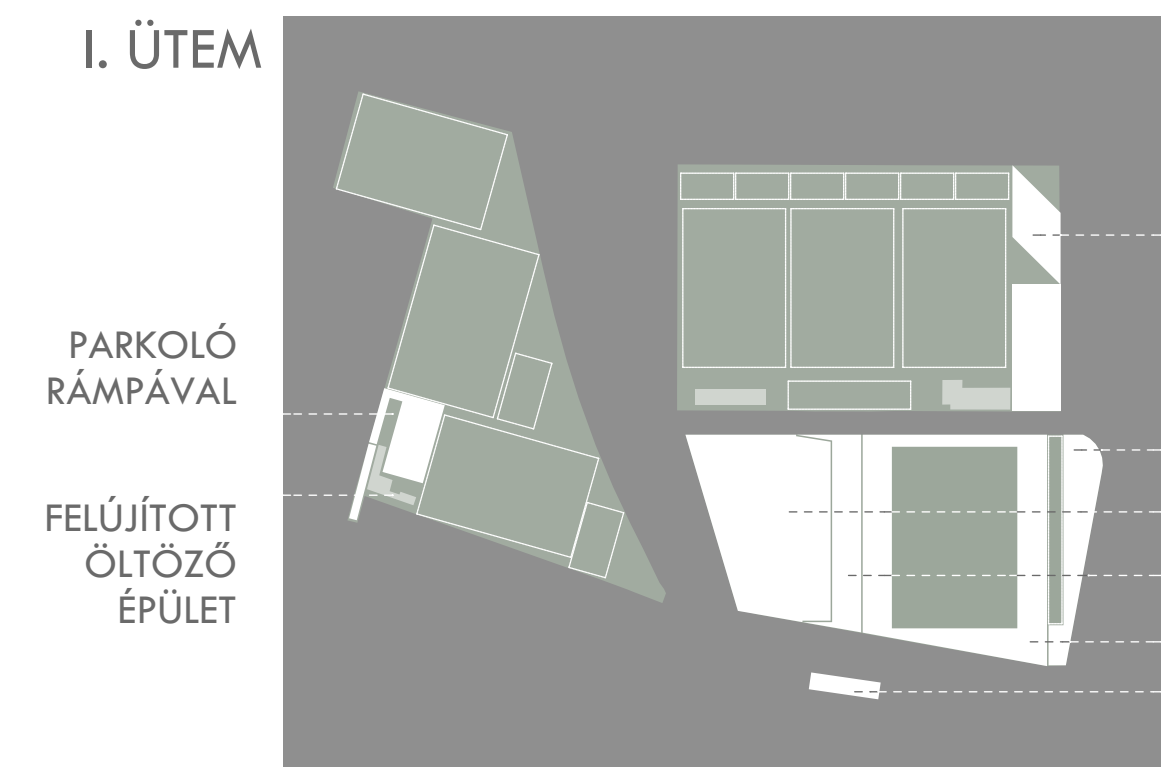 I. ÜTEM
PARKOLÓ
RÁMPÁVAL
FELÚJÍTOTT
ÖLTÖZŐ
ÉPÜLET